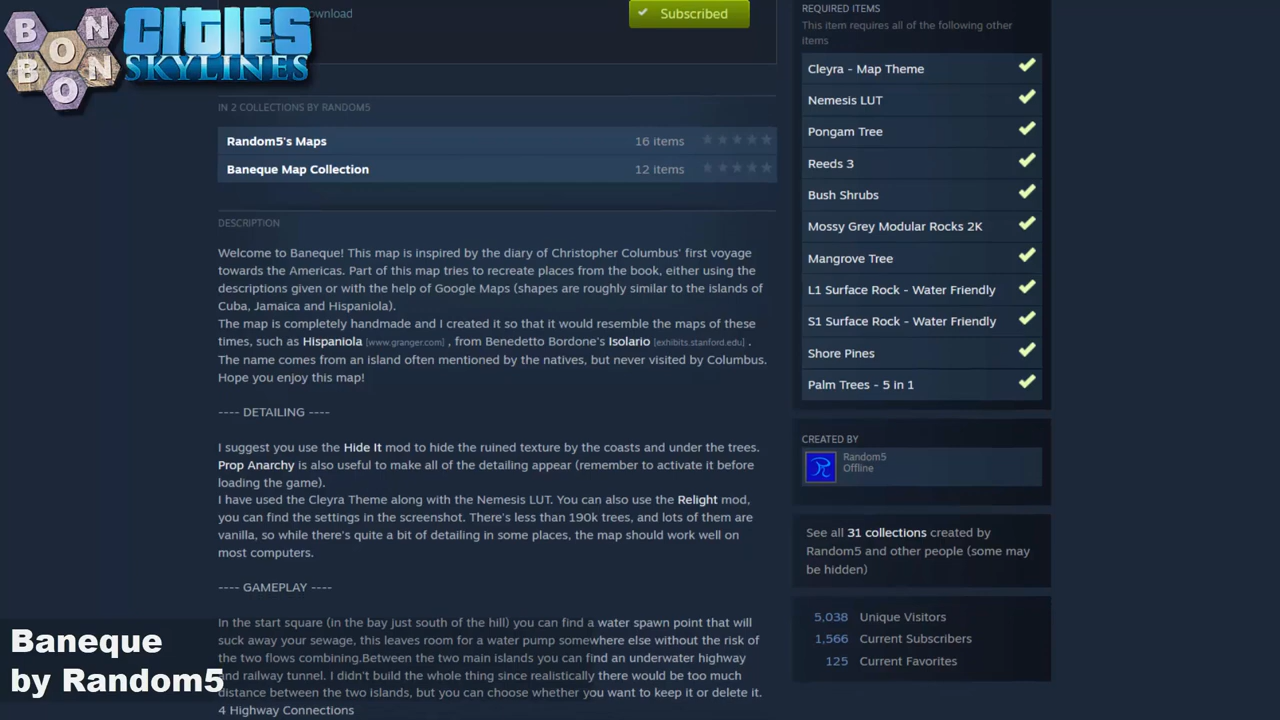 BON
BON
CITIES
SKYLINES
ownload
Subscribed
IN 2 COLLECTIONS BY RANDOM5
Random5's Maps 16 items
Baneque Map Collection 12 items
DESCRIPTION
Welcome to Baneque! This map is inspired by the diary of Christopher Columbus' first voyage
towards the Americas. Part of this map tries to recreate places from the book, either using the
descriptions given or with the help of Google Maps (shapes are roughly similar to the islands of
Cuba, Jamaica and Hispaniola).
The map is completely handmade and I created it so that it would resemble the maps of these
times, such as Hispaniola [www.granger.com] , from Benedetto Bordone's Isolario [exhibits.stanford.edu] .
The name comes from an island often mentioned by the natives, but never visited by Columbus.
Hope you enjoy this map!
---- DETAILING ----
I suggest you use the Hide It mod to hide the ruined texture by the coasts and under the trees.
Prop Anarchy is also useful to make all of the detailing appear (remember to activate it before
loading the game).
I have used the Cleyra Theme along with the Nemesis LUT. You can also use the Relight mod,
you can find the settings in the screenshot. There's less than 190k trees, and lots of them are
vanilla, so while there's quite a bit of detailing in some places, the map should work well on
most computers.
---- GAMEPLAY ----
In the start square (in the bay just south of the hill) you can find a water spawn point that will
suck away your sewage, this leaves room for a water pump somewhere else without the risk of
the two flows combining.Between the two main islands you can find an underwater highway
and railway tunnel. I didn't build the whole thing since realistically there would be too much
distance between the two islands, but you can choose whether you want to keep it or delete it.
4 Highway Connections
REQUIRED ITEMS
This item requires all of the following other
items
Cleyra - Map Theme
Nemesis LUT
Pongam Tree
Reeds 3
Bush Shrubs
Mossy Grey Modular Rocks 2K
Mangrove Tree
L1 Surface Rock - Water Friendly
S1 Surface Rock - Water Friendly
Shore Pines
Palm Trees - 5 in 1
CREATED BY
Random5
Offline
See all 31 collections created by
Random5 and other people (some may
be hidden)
5,038 Unique Visitors
1,566 Current Subscribers
125 Current Favorites
Baneque
by Random5